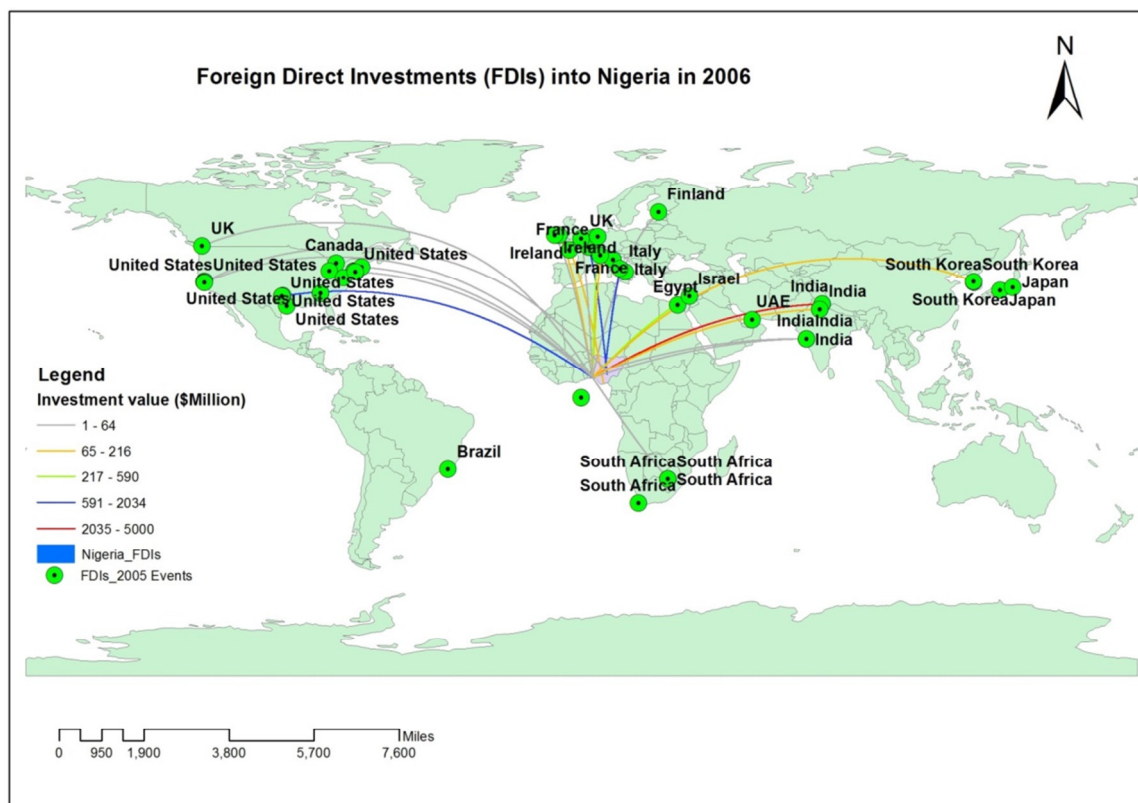 N
Foreign Direct Investments (FDIs) into Nigeria in 2006
Finland
UK
France
UK
Canada
United States
Ireland
Ireland
Italy
United States
United States
France
Italy
South Korea
South Korea
Israel
Japan
United States
Egypt
India
India
United States
United States
UAE
South Korea
Japan
United States
India
India
India
Brazil
South Africa
South Africa
South Africa
South Africa
Legend
Investment value ($Million)
1 - 64
65 - 216
217 - 590
591 - 2034
2035 - 5000
Nigeria_FDIs
FDIs_2005 Events
Miles
0 950 1,900 3,800 5,700 7,600